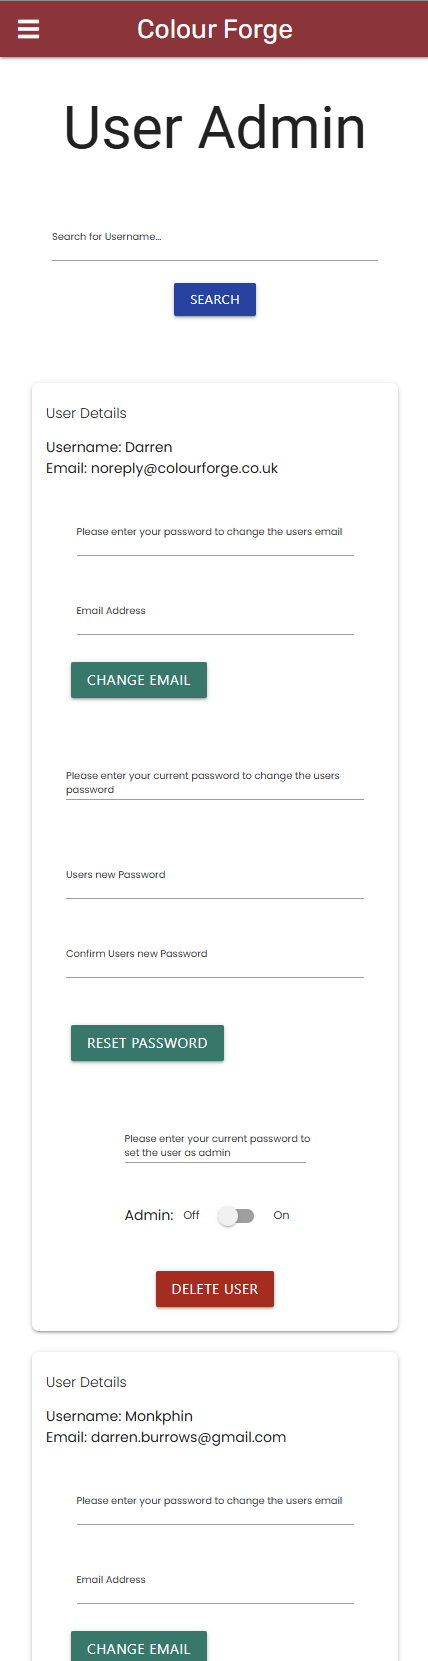 Colour Forge
User Admin
Search for Username...
SEARCH
User Details
Username: Darren
Email: noreply@colourforge.co.uk
Please enter your password to change the users email
Email Address
CHANGE EMAIL
Please enter your current password to change the users
password
Users new Password
Confirm Users new Password
RESET PASSWORD
Please enter your current password to
set the user as admin
Admin: Off On
DELETE USER
User Details
Username: Monkphin
Email: darren.burrows@gmail.com
Please enter your password to change the users email
Email Address
CHANGE EMAIL